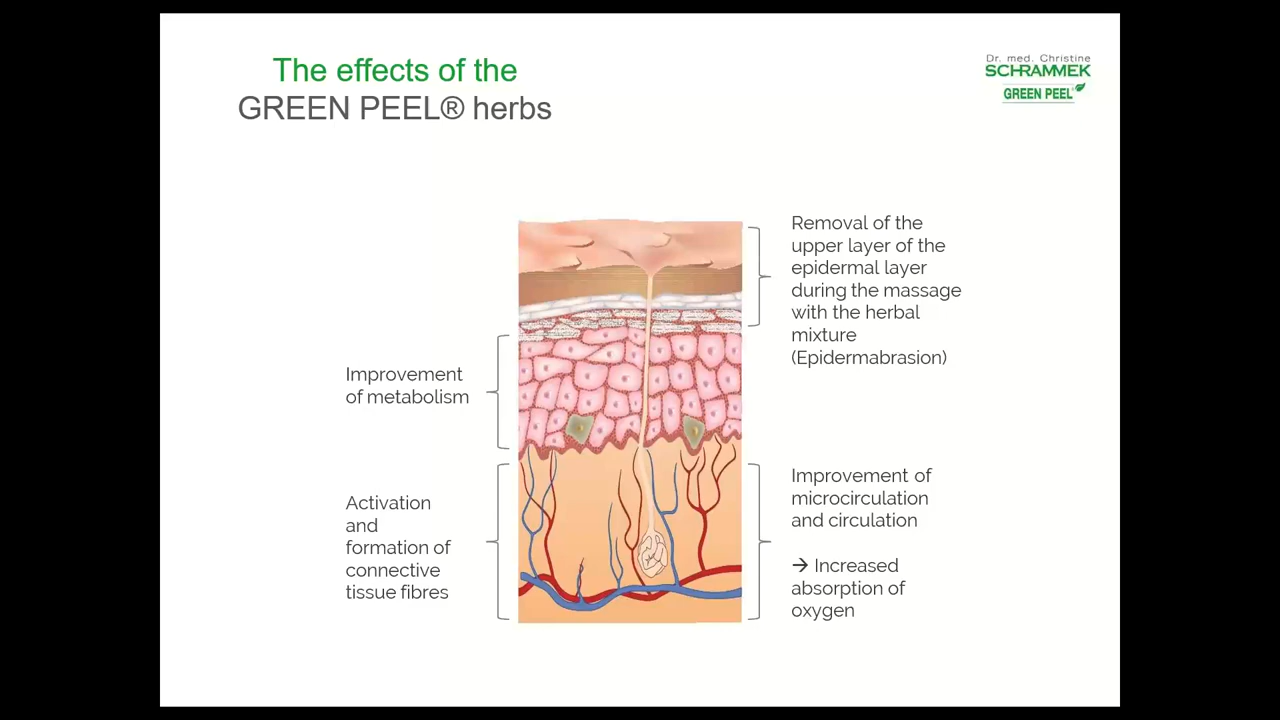 The effects of the
GREEN PEEL® herbs
Dr. med. Christine
SCHRAMMEK
GREEN PEEL®
Removal of the
upper layer of the
epidermal layer
during the massage
with the herbal
mixture
(Epidermabrasion)
Improvement
of metabolism
Activation
and
formation of
connective
tissue fibres
Improvement of
microcirculation
and circulation
→ Increased
absorption of
oxygen